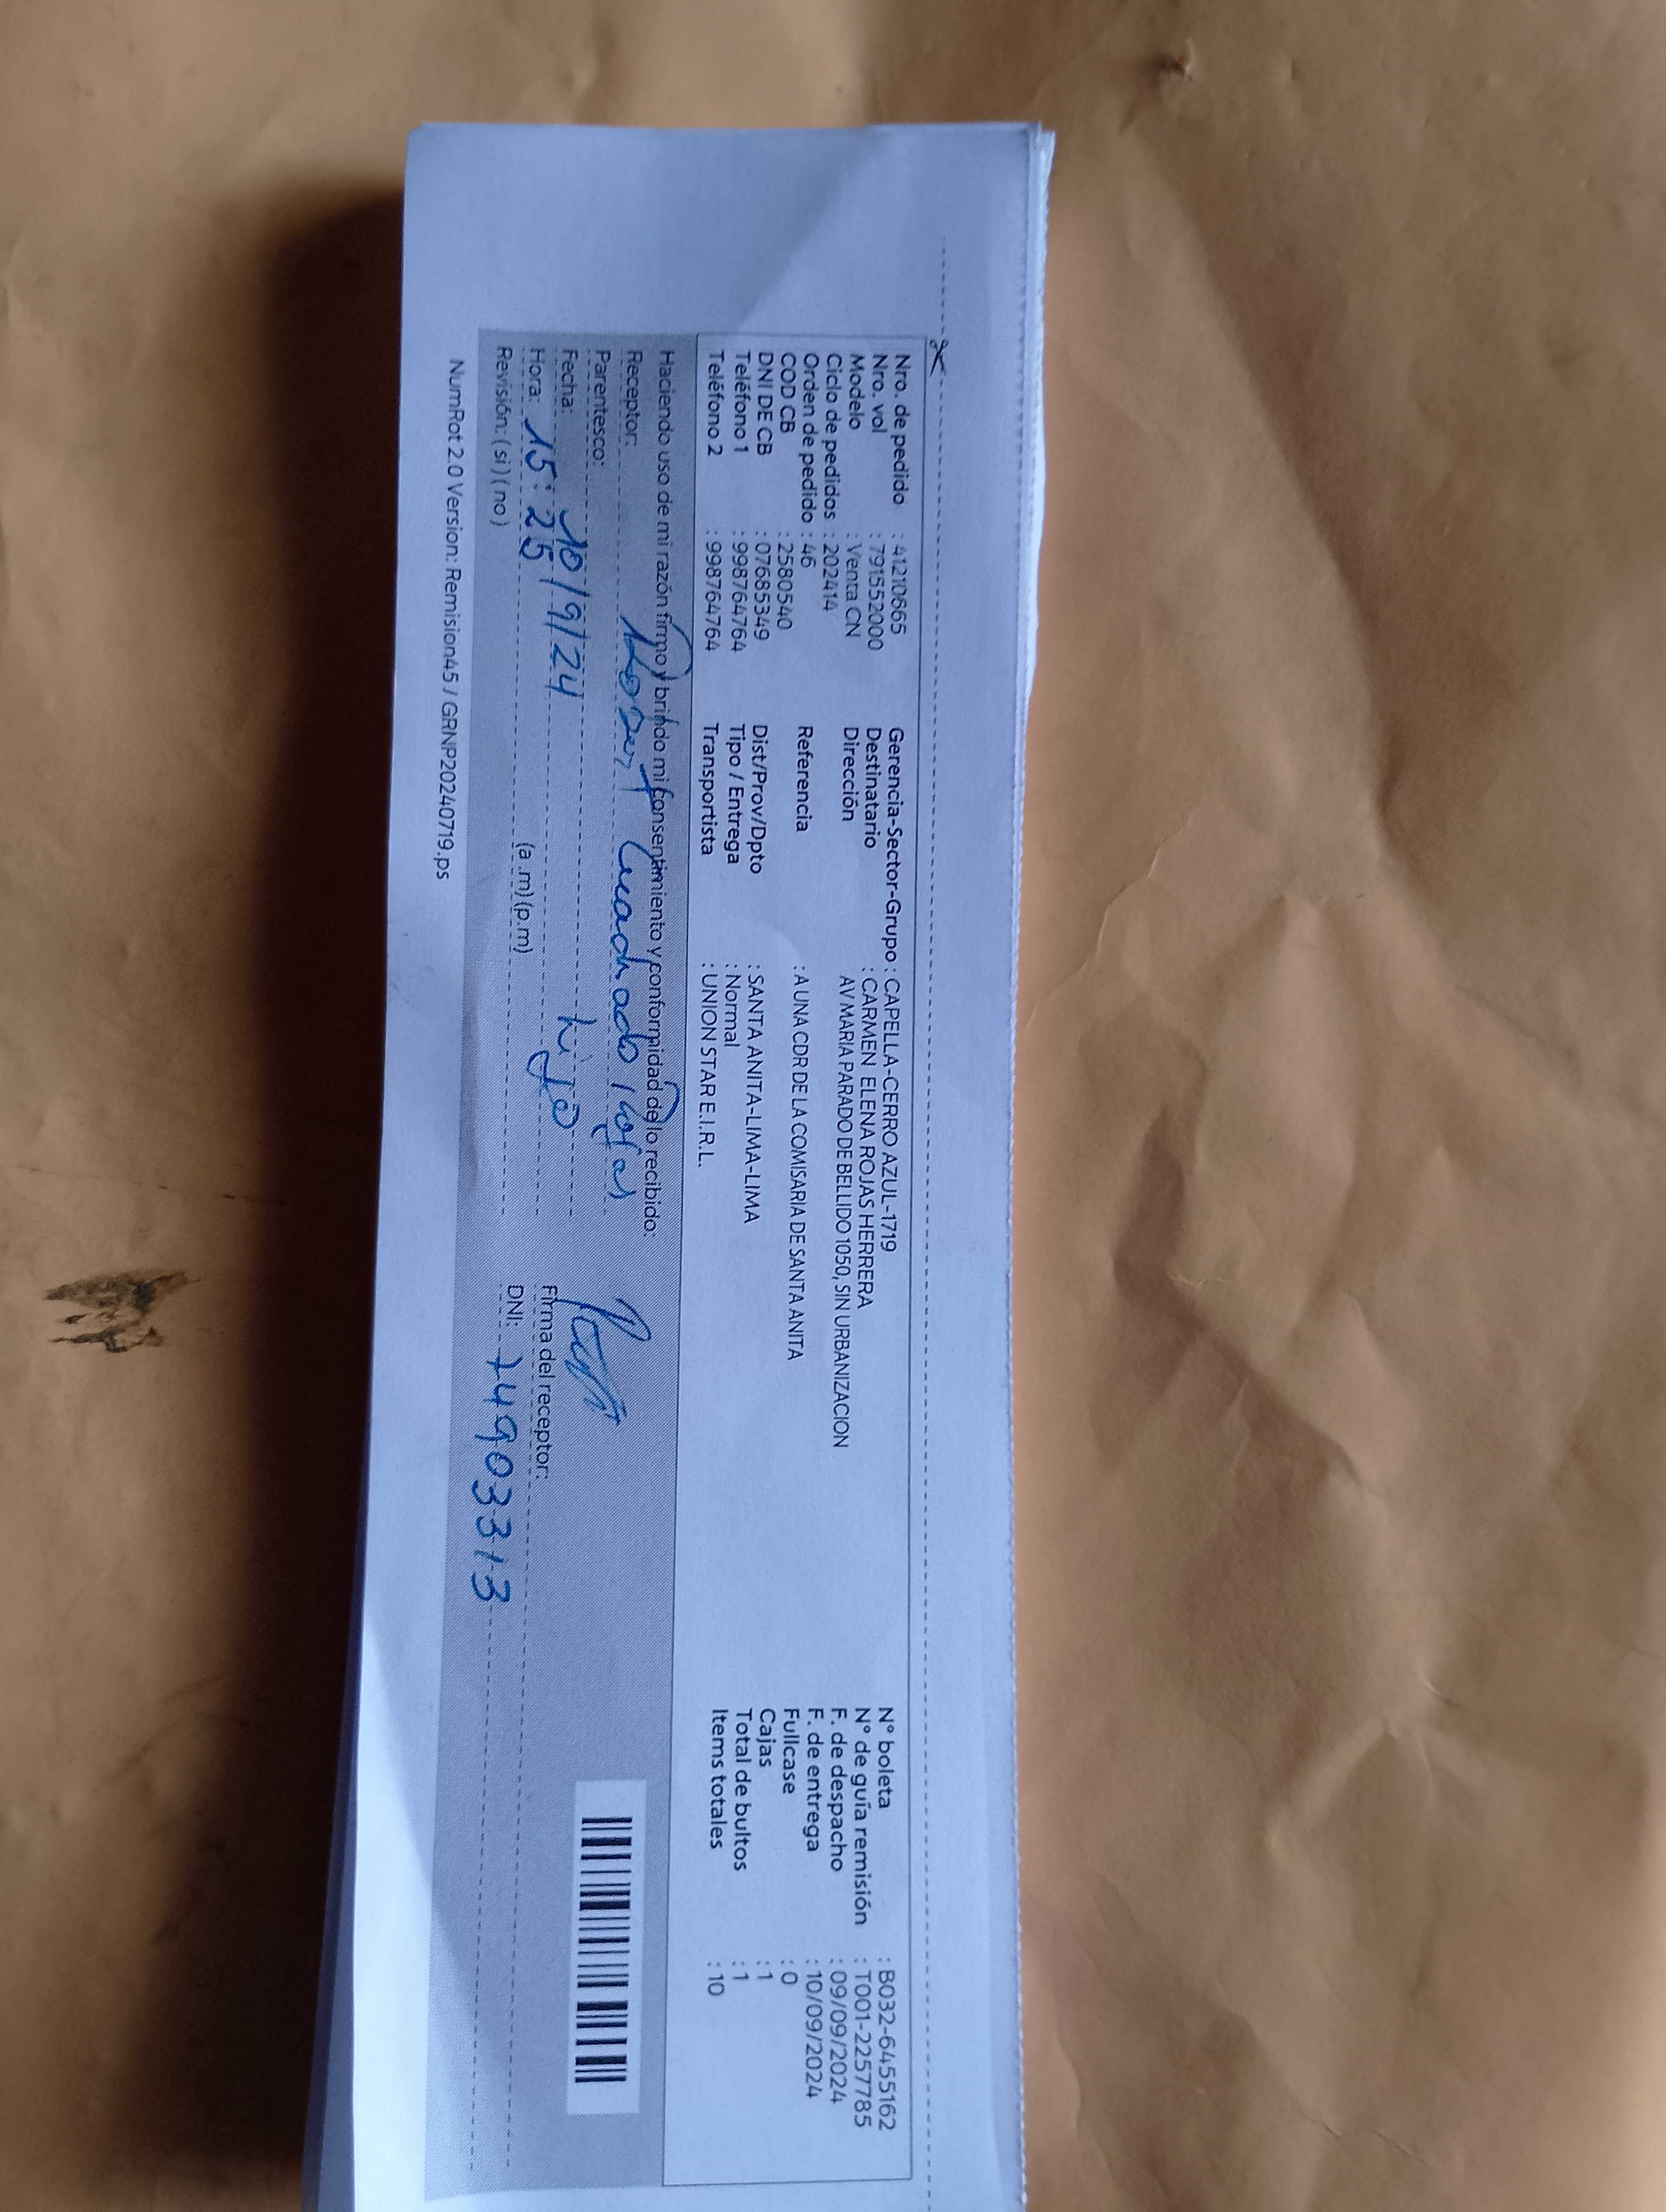 Nro. de pedido : 41210665
Nro. vol : 791552000
Modelo : Venta CN
Ciclo de pedidos : 202414
Orden de pedido : 46
COD CB : 2580540
DNI DE CB : 07685349
Teléfono 1 : 998764764
Teléfono 2 : 998764764
Gerencia-Sector-Grupo : CAPELLA-CERRO AZUL-1719
Destinatario : CARMEN ELENA ROJAS HERRERA
Dirección AV MARIA PARADO DE BELLIDO 1050, SIN URBANIZACION
Referencia : A UNA CDR DE LA COMISARIA DE SANTA ANITA
Dist/Prov/Dpto : SANTA ANITA-LIMA-LIMA
Tipo / Entrega : Normal
Transportista : UNION STAR E.I.R.L.
N° boleta : B032-6455162
N° de guía remisión : T001-2257785
F. de despacho : 09/09/2024
F. de entrega : 10/09/2024
Fullcase : 0
Cajas : 1
Total de bultos : 1
Items totales : 10
Haciendo uso de mi razón firmo y brindo mi consentimiento y conformidad de lo recibido:
Receptor: Rojas
Parentesco: hijo
Fecha: 10/9/24
Hora: 15:25 (a .m) (p.m)
Revisión: ( si ) ( no )
Firma del receptor:
DNI: 74903313
NumRot 2.0 Version: Remision45 / GRNP20240719.ps